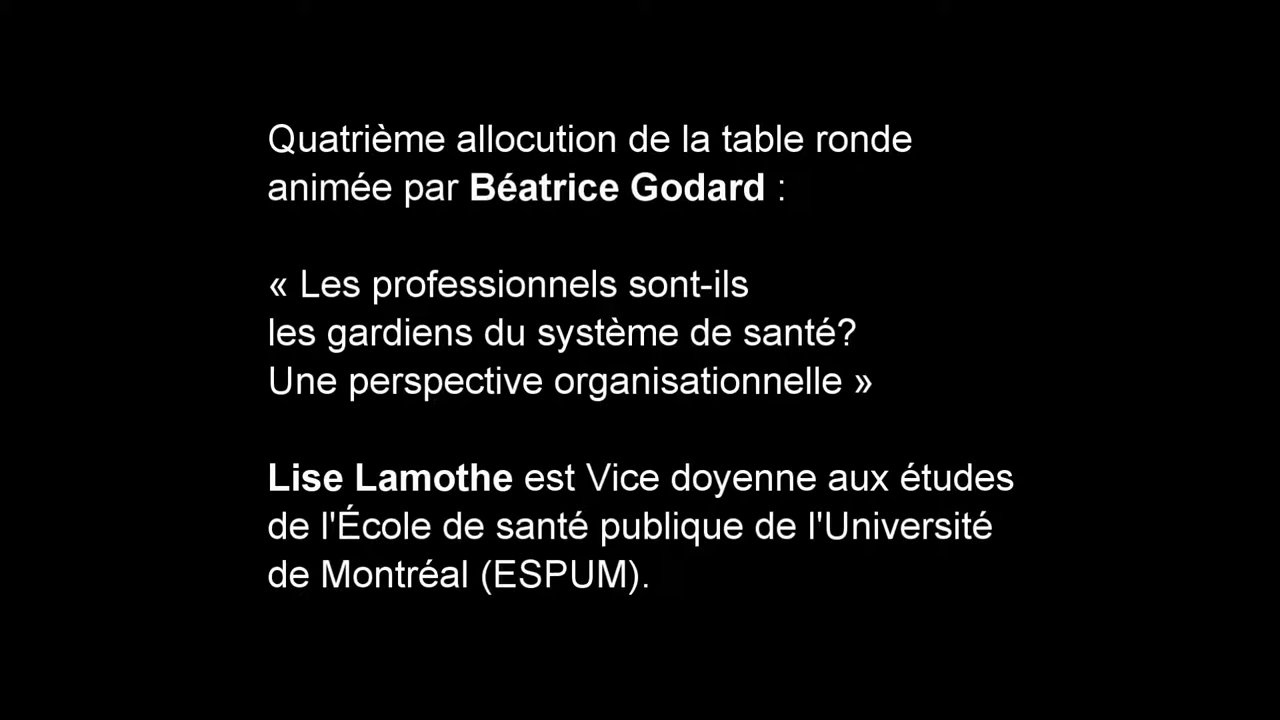 Quatrième allocution de la table ronde
animée par Béatrice Godard :
« Les professionnels sont-ils
les gardiens du système de santé?
Une perspective organisationnelle »
Lise Lamothe est Vice doyenne aux études
de l'École de santé publique de l'Université
de Montréal (ESPUM).